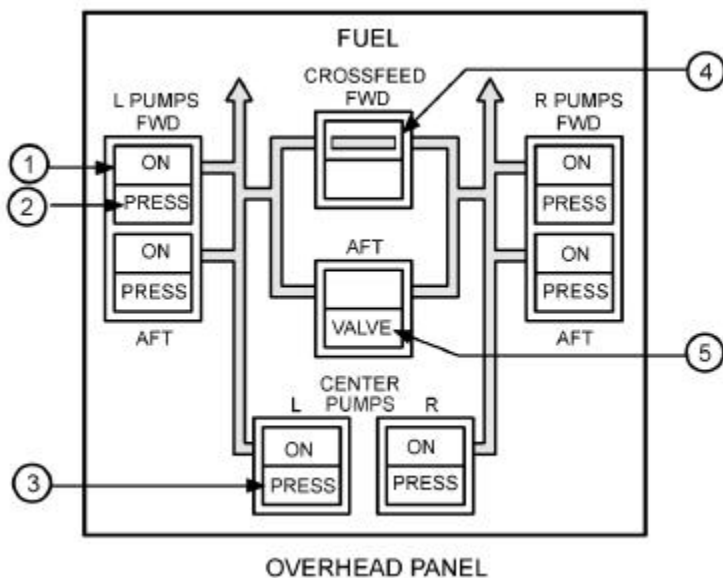 FUEL
CROSSFEED
FWD
4
L PUMPS
FWD
R PUMPS
FWD
1
ON
ON
2
PRESS
PRESS
ON
ON
AFT
PRESS
PRESS
VALVE
AFT
AFT
5
CENTER
L PUMPS R
ON
ON
3
PRESS
PRESS
OVERHEAD PANEL